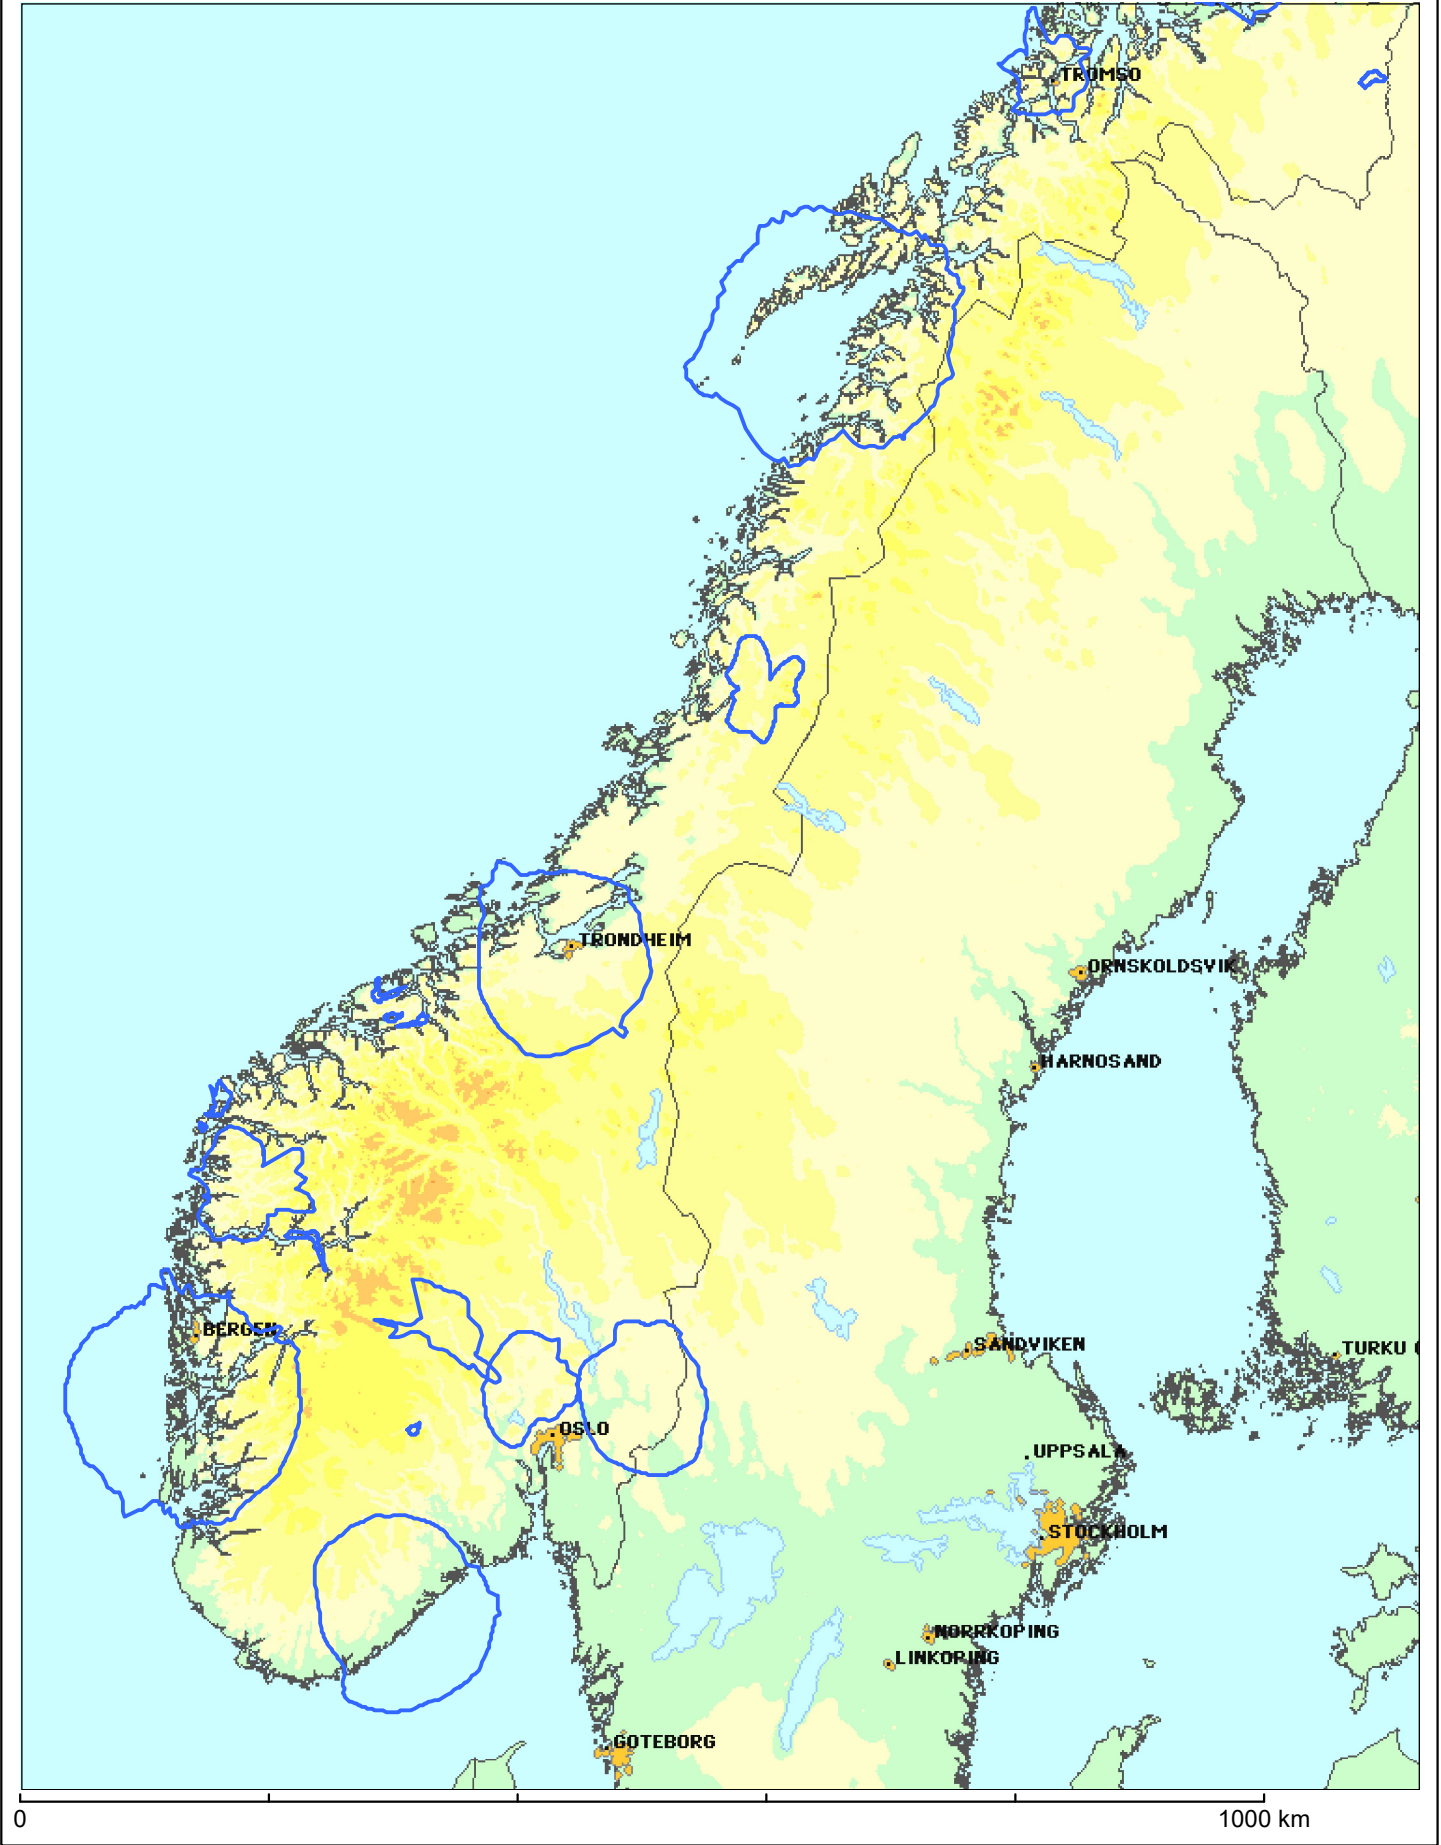 TROMSO
TRONDHEIM
ORNSKOLDSVIK
HARNOSAND
BERGEN
SANDVIKEN
TURKU
OSLO
UPPSALA
STOCKHOLM
NORRKOPING
LINKOPING
GOTEBORG
0
1000 km